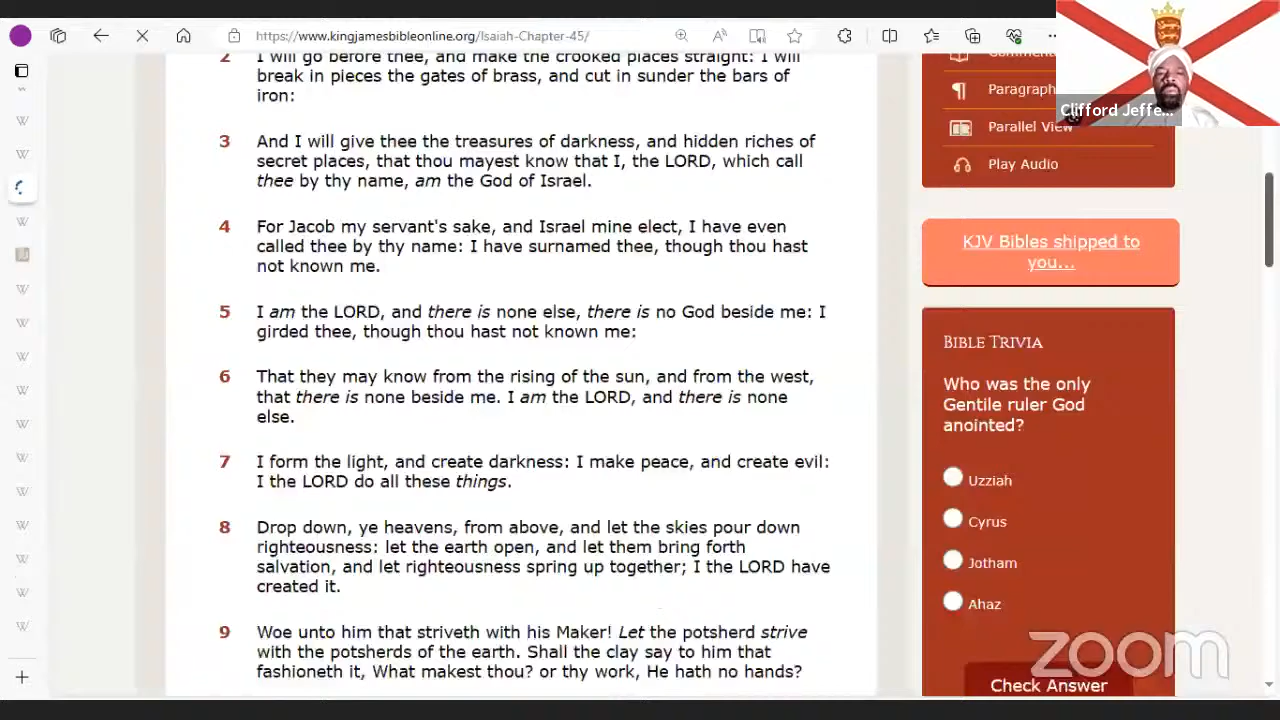 https://www.kingjamesbibleonline.org/Isaiah-Chapter-45/
2 I will go before thee, and make the crooked places straight: I will
break in pieces the gates of brass, and cut in sunder the bars of
iron:
3 And I will give thee the treasures of darkness, and hidden riches of
secret places, that thou mayest know that I, the LORD, which call
thee by thy name, am the God of Israel.
4 For Jacob my servant's sake, and Israel mine elect, I have even
called thee by thy name: I have surnamed thee, though thou hast
not known me.
5 I am the LORD, and there is none else, there is no God beside me: I
girded thee, though thou hast not known me:
6 That they may know from the rising of the sun, and from the west,
that there is none beside me. I am the LORD, and there is none
else.
7 I form the light, and create darkness: I make peace, and create evil:
I the LORD do all these things.
8 Drop down, ye heavens, from above, and let the skies pour down
righteousness: let the earth open, and let them bring forth
salvation, and let righteousness spring up together; I the LORD have
created it.
9 Woe unto him that striveth with his Maker! Let the potsherd strive
with the potsherds of the earth. Shall the clay say to him that
fashioneth it, What makest thou? or thy work, He hath no hands?
Clifford Jeffe...
Paragraph
Parallel View
Play Audio
KJV Bibles shipped to
you...
BIBLE TRIVIA
Who was the only
Gentile ruler God
anointed?
Uzziah
Cyrus
Jotham
Ahaz
Check Answer
zoom